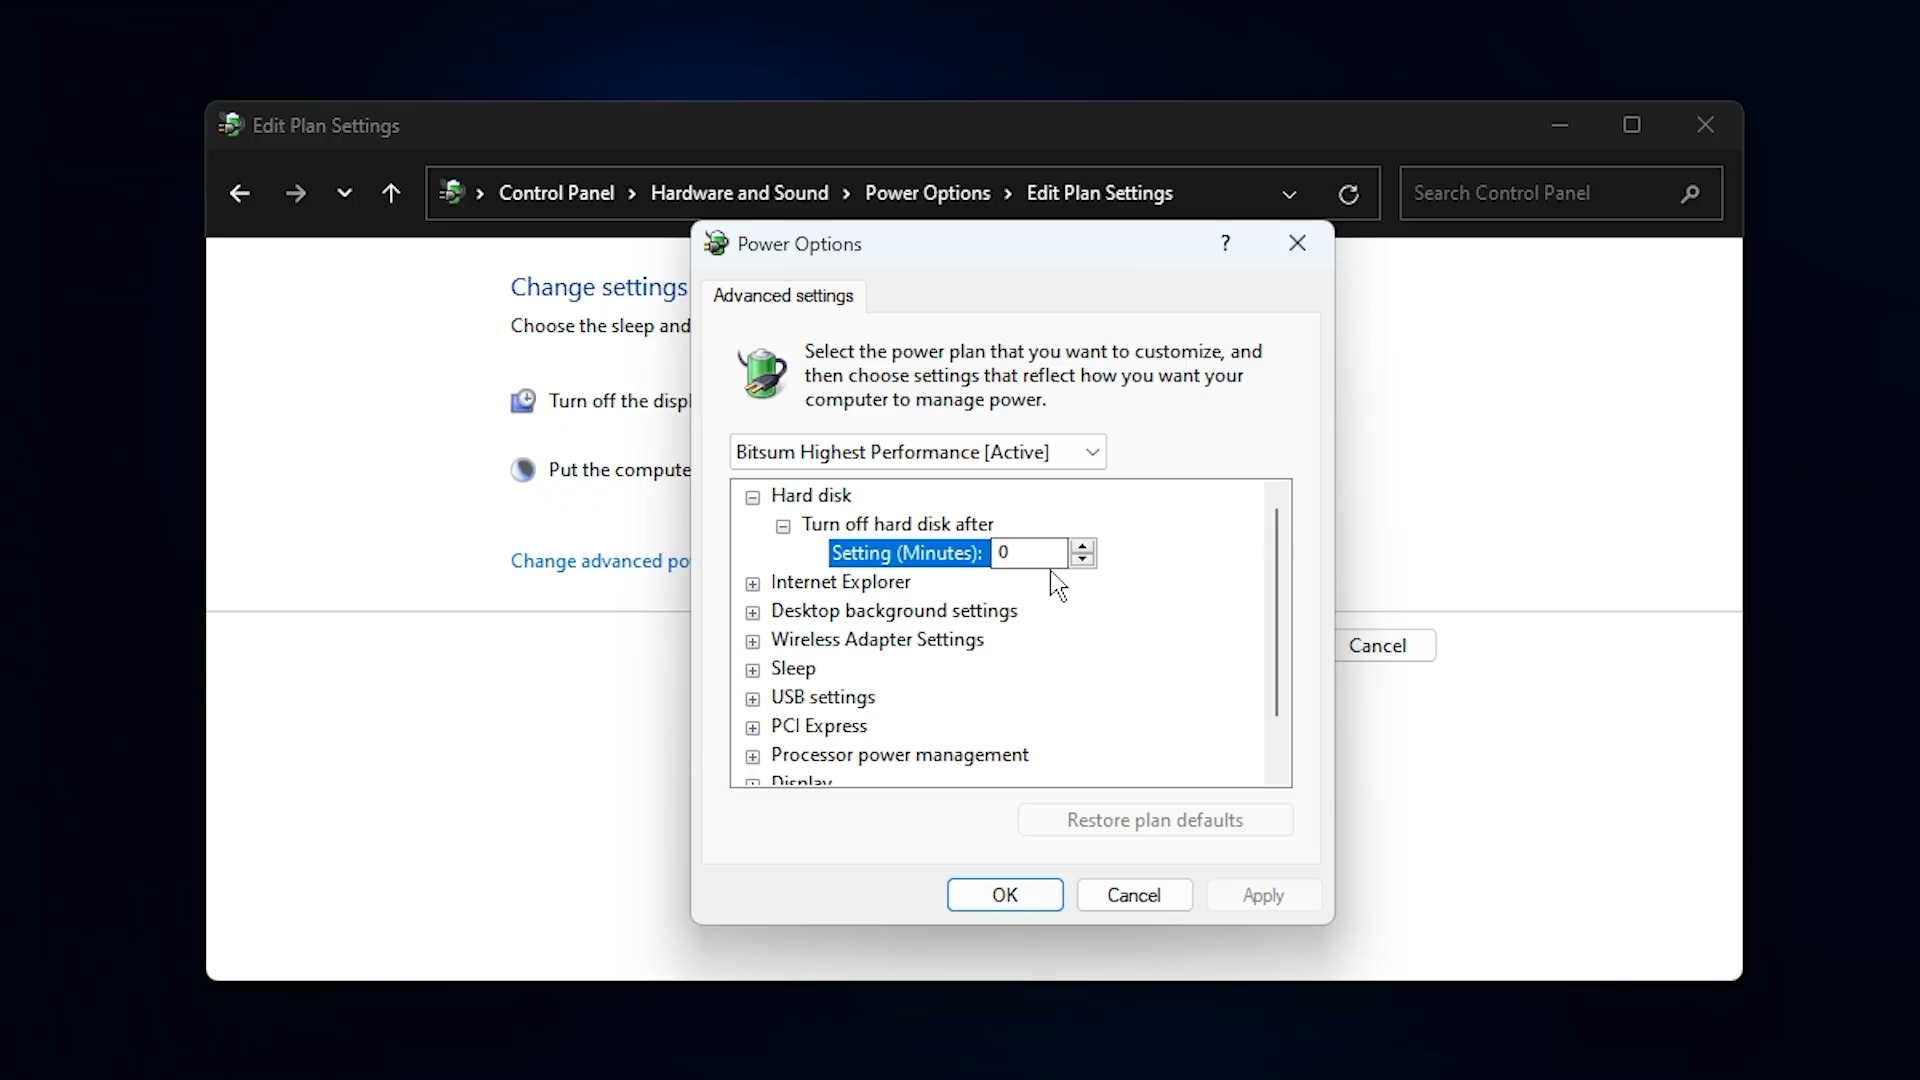 Edit Plan Settings
Control Panel > Hardware and Sound > Power Options > Edit Plan Settings
Search Control Panel
Power Options
?
Change settings
Advanced settings
Choose the sleep and
Select the power plan that you want to customize, and
then choose settings that reflect how you want your
computer to manage power.
Turn off the displ
Bitsum Highest Performance [Active]
Put the compute
Hard disk
Turn off hard disk after
Setting (Minutes): 0
Change advanced po
Internet Explorer
Desktop background settings
Wireless Adapter Settings
Cancel
Sleep
USB settings
PCI Express
Processor power management
Display
Restore plan defaults
OK
Cancel
Apply